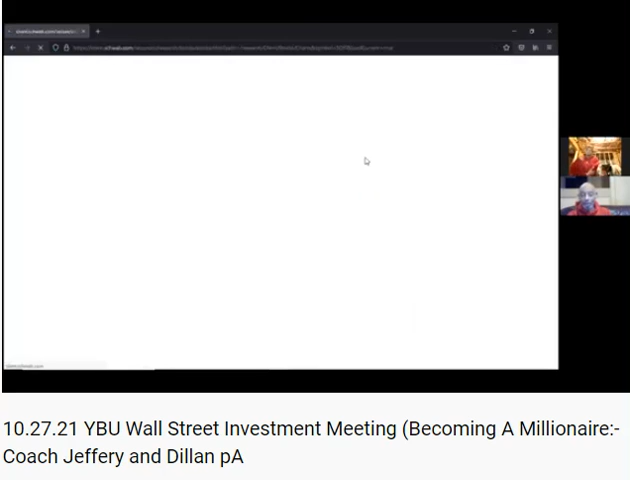 10.27.21 YBU Wall Street Investment Meeting (Becoming A Millionaire:-
Coach Jeffery and Dillan pA